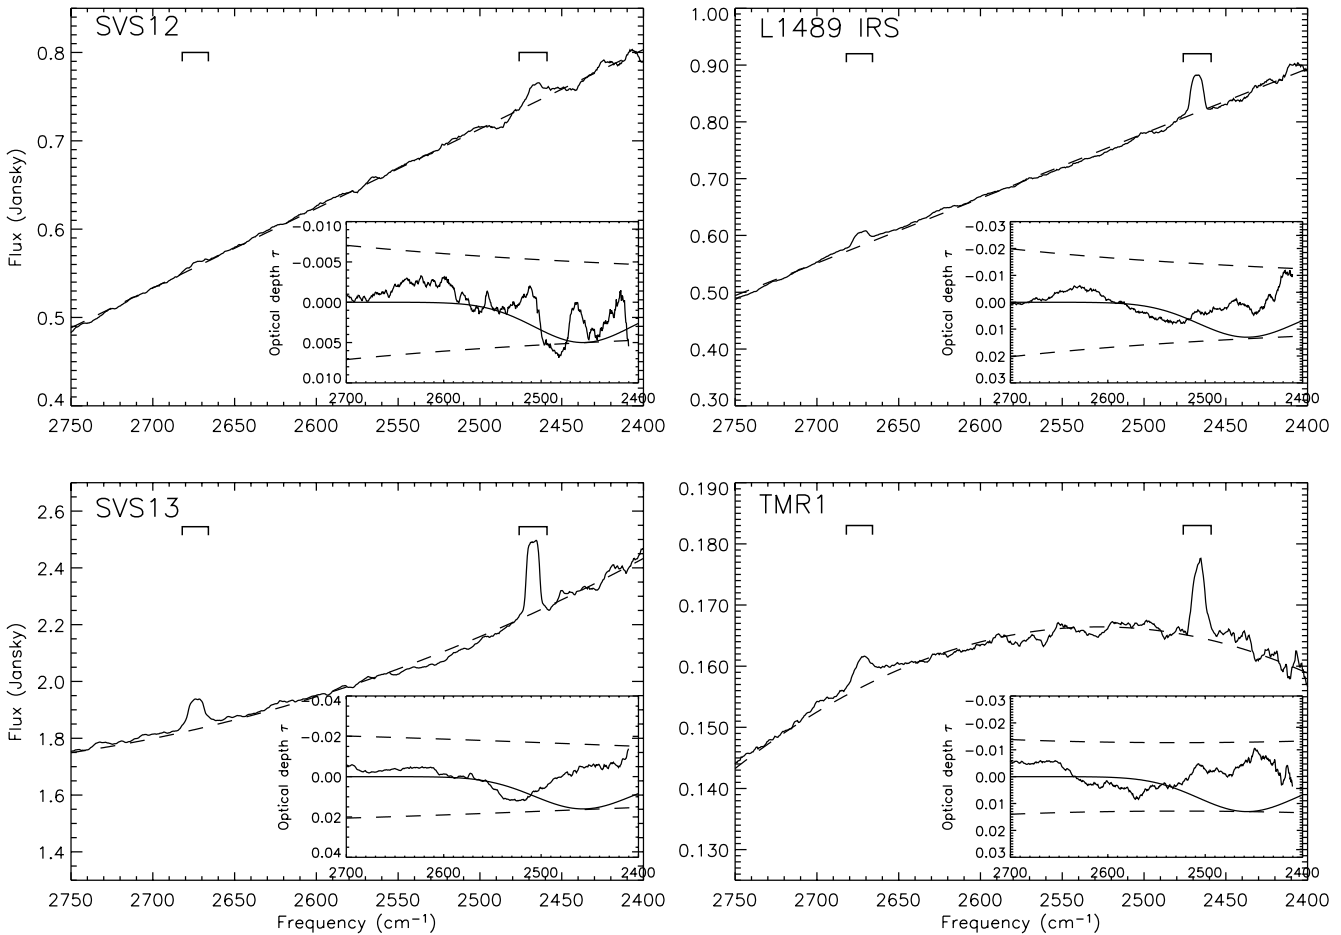 SVS12
0.8
0.7
0.6
0.5
0.4
Flux (Jansky)
2750 2700 2650 2600 2550 2500 2450 2400
Optical depth τ
−0.010
−0.005
0.000
0.005
0.010
2700 2600 2500 2400
L1489 IRS
1.00
0.90
0.80
0.70
0.60
0.50
0.40
0.30
2750 2700 2650 2600 2550 2500 2450 2400
Optical depth τ
−0.03
−0.02
−0.01
0.00
0.01
0.02
0.03
2700 2600 2500 2400
SVS13
2.6
2.4
2.2
2.0
1.8
1.6
1.4
Flux (Jansky)
2750 2700 2650 2600 2550 2500 2450 2400
Frequency (cm⁻¹)
Optical depth τ
−0.04
−0.02
0.00
0.02
0.04
2700 2600 2500 2400
TMR1
0.190
0.180
0.170
0.160
0.150
0.140
0.130
2750 2700 2650 2600 2550 2500 2450 2400
Frequency (cm⁻¹)
Optical depth τ
−0.03
−0.02
−0.01
0.00
0.01
0.02
0.03
2700 2600 2500 2400